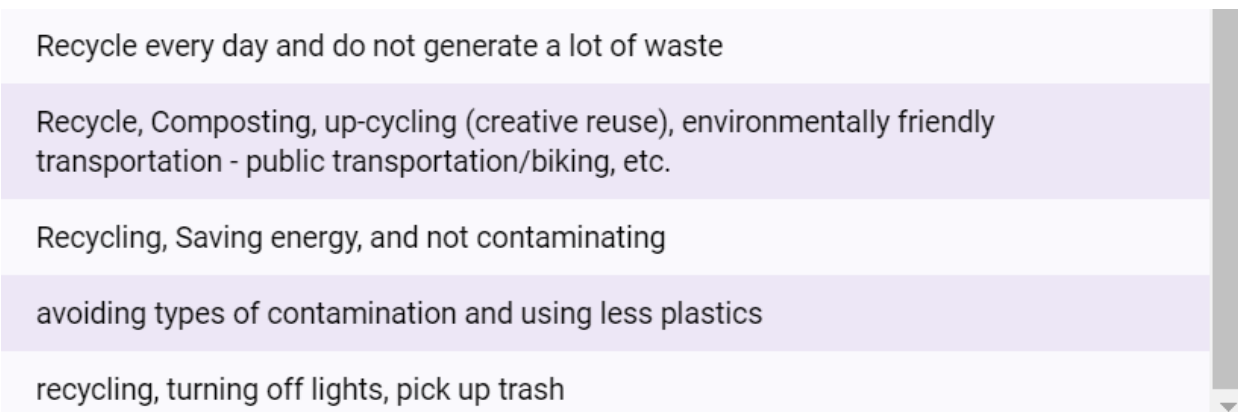 Recycle every day and do not generate a lot of waste
Recycle, Composting, up-cycling (creative reuse), environmentally friendly
transportation - public transportation/biking, etc.
Recycling, Saving energy, and not contaminating
avoiding types of contamination and using less plastics
recycling, turning off lights, pick up trash